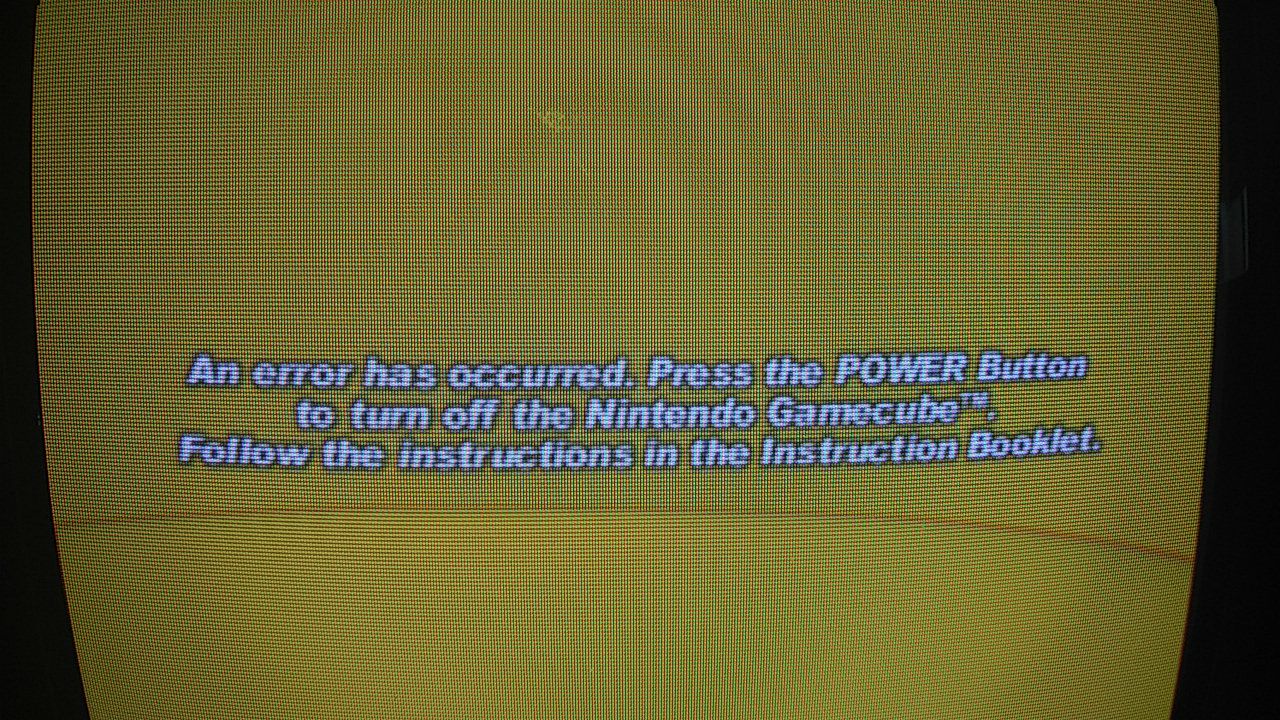 An error has occurred. Press the POWER Button
to turn off the Nintendo Gamecube™.
Follow the instructions in the Instruction Booklet.